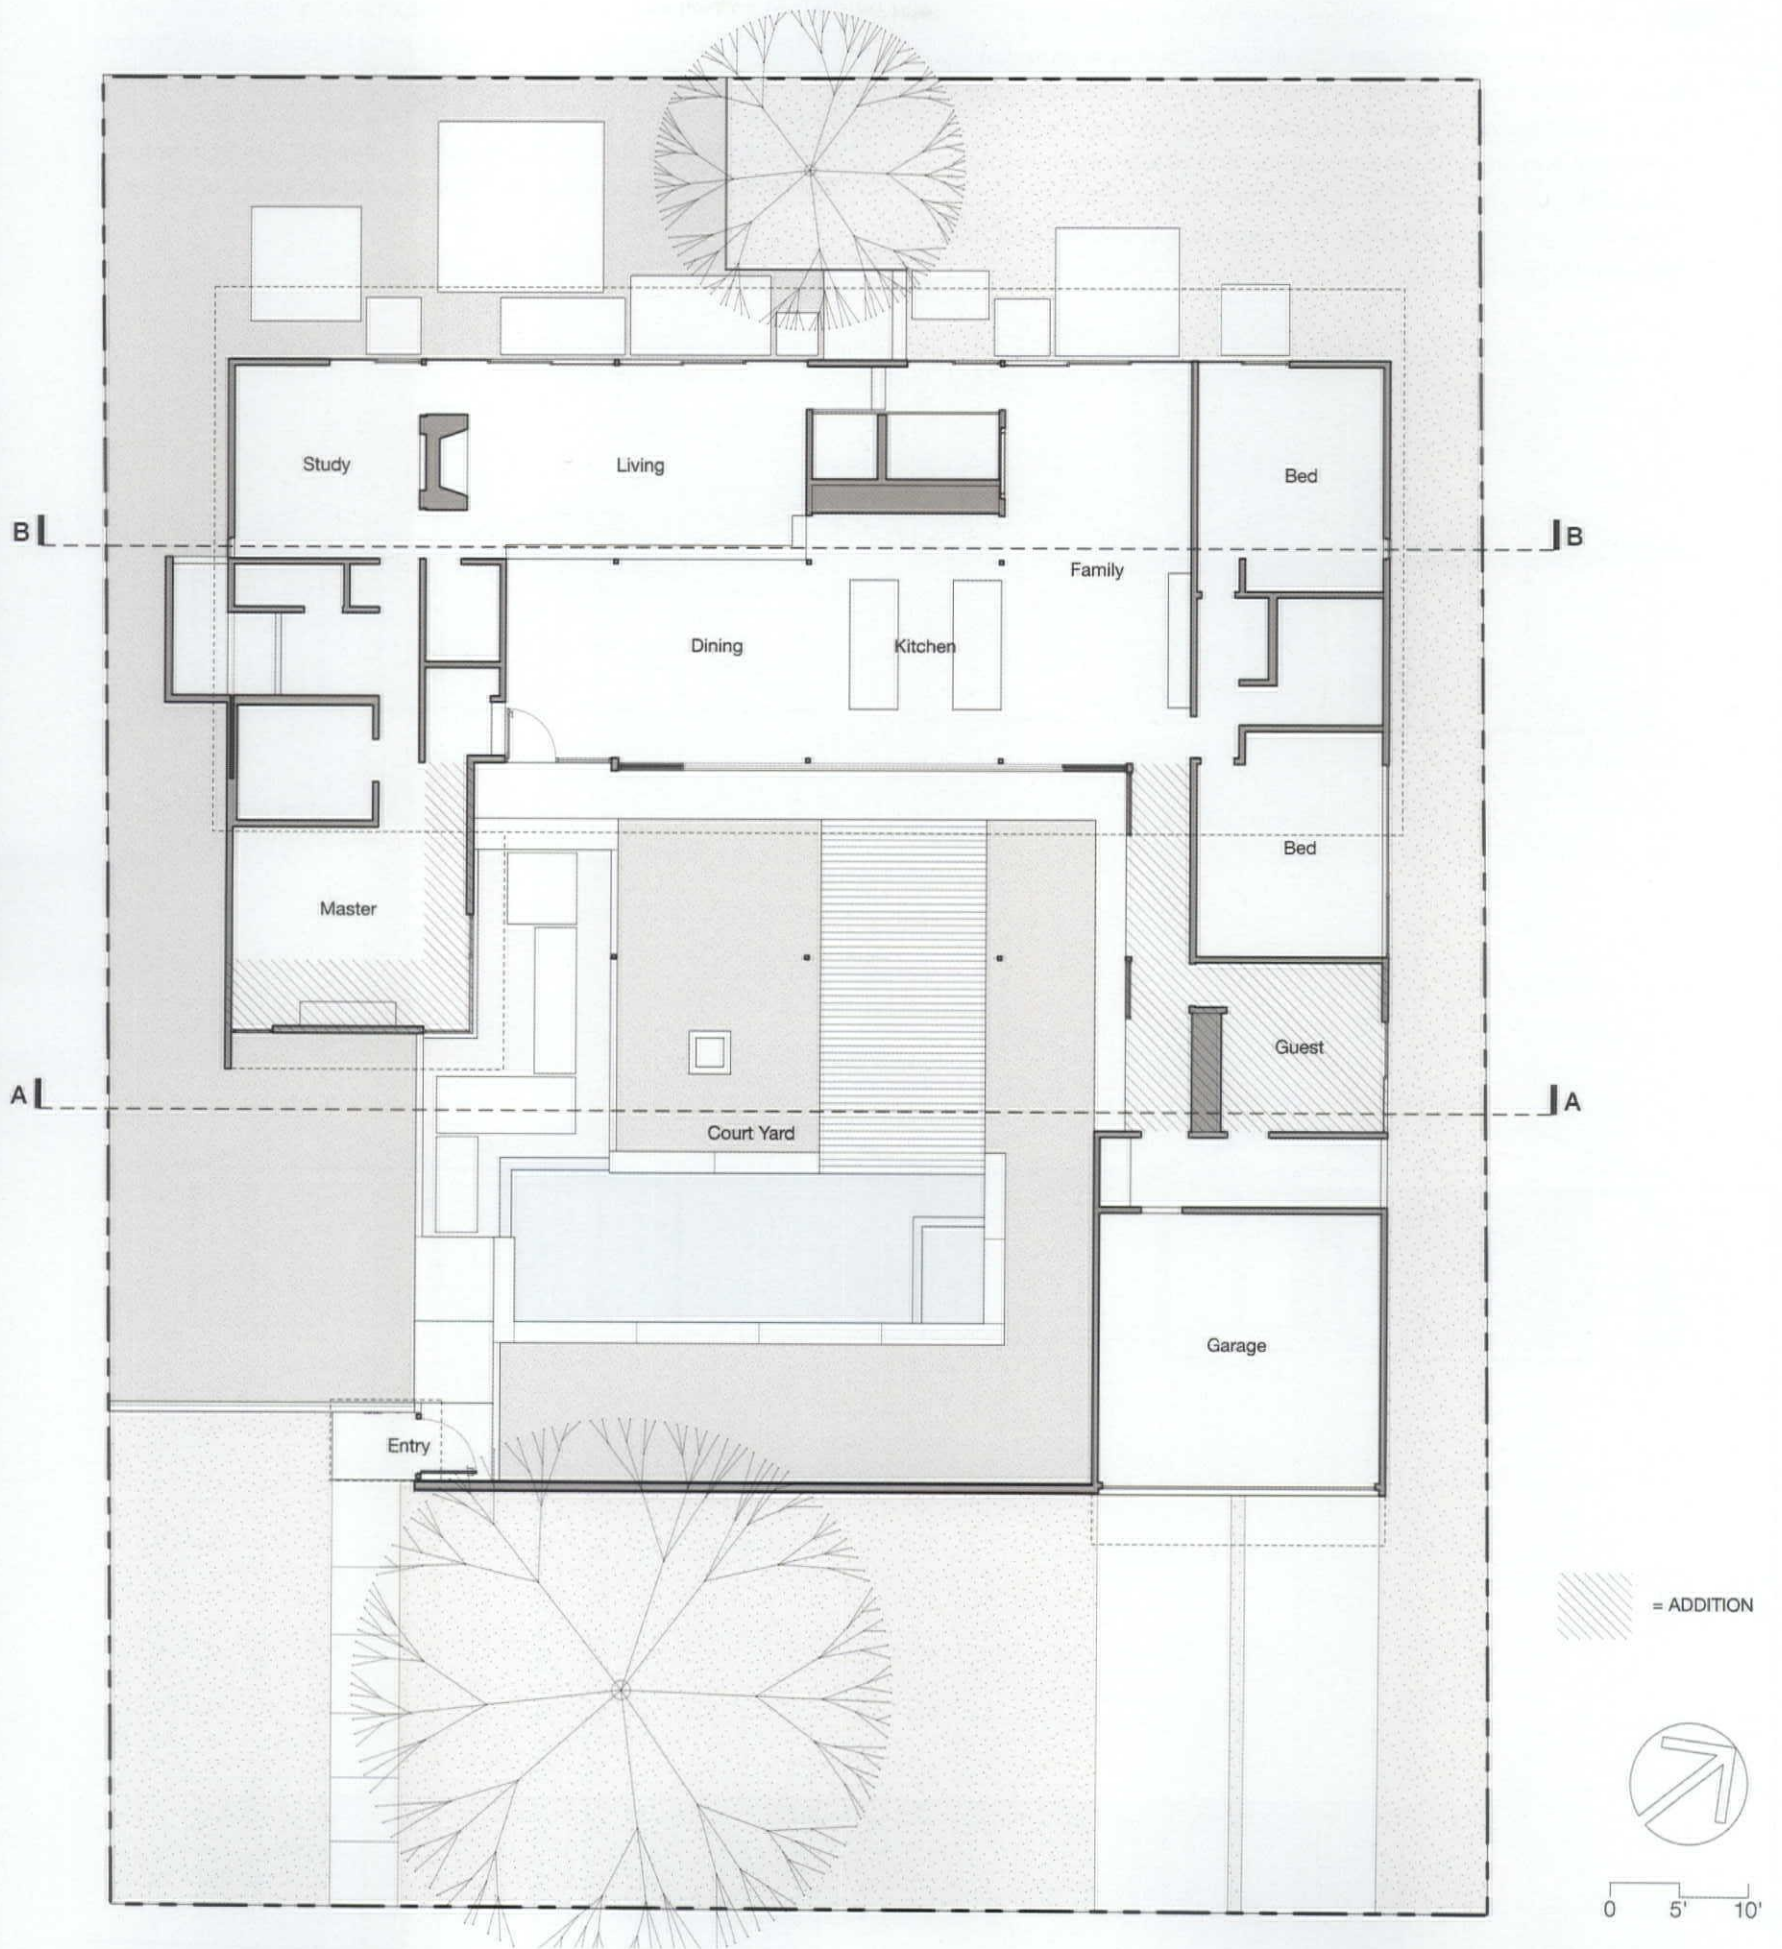 Study
Living
Bed
B
B
Family
Dining
Kitchen
Bed
Master
Guest
A
A
Court Yard
Garage
Entry
= ADDITION
0 5' 10'